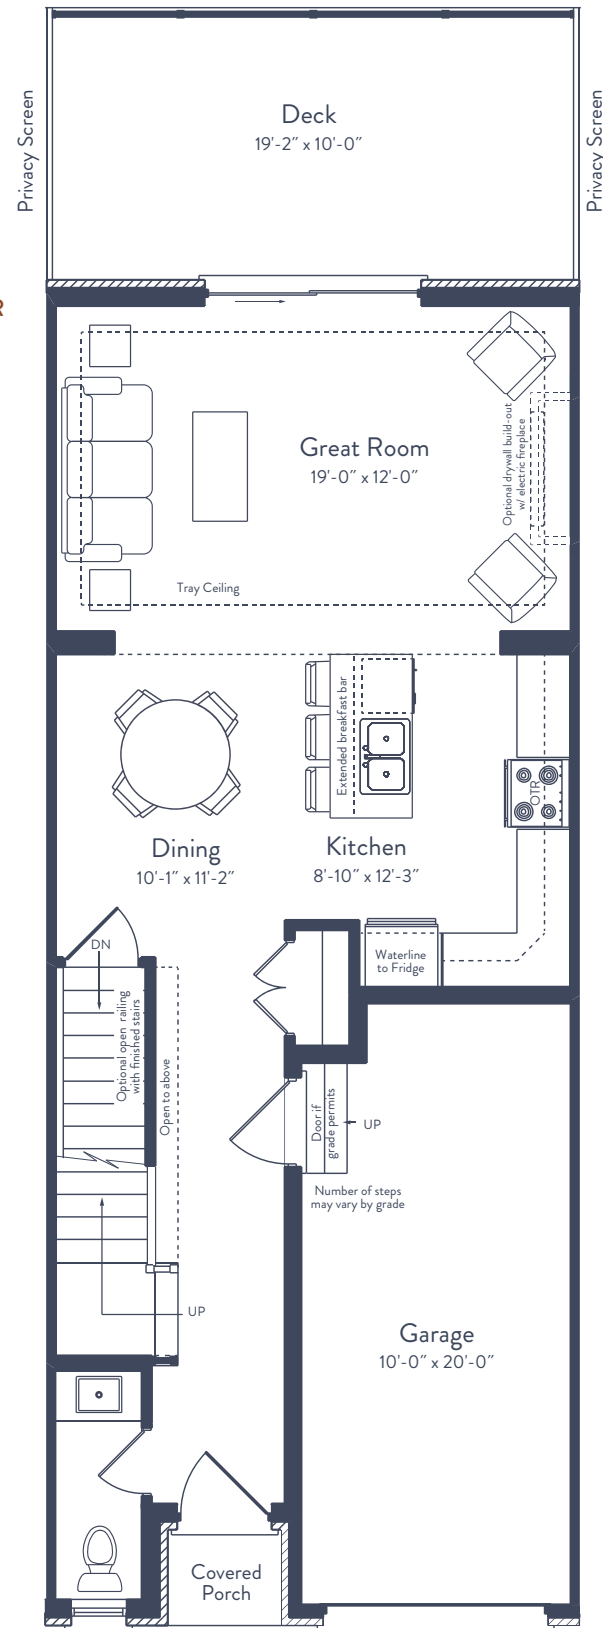 Deck
19'-2" x 10'-0"
Privacy Screen
Privacy Screen
Great Room
19'-0" x 12'-0"
Optional drywall build-out
w/ electric fireplace
Tray Ceiling
Extended breakfast bar
OTR
Dining
10'-1" x 11'-2"
Kitchen
8'-10" x 12'-3"
DN
Waterline
to Fridge
Optional open railing
with finished stairs
Open to above
Door if
grade permits
UP
Number of steps
may vary by grade
UP
Garage
10'-0" x 20'-0"
Covered
Porch